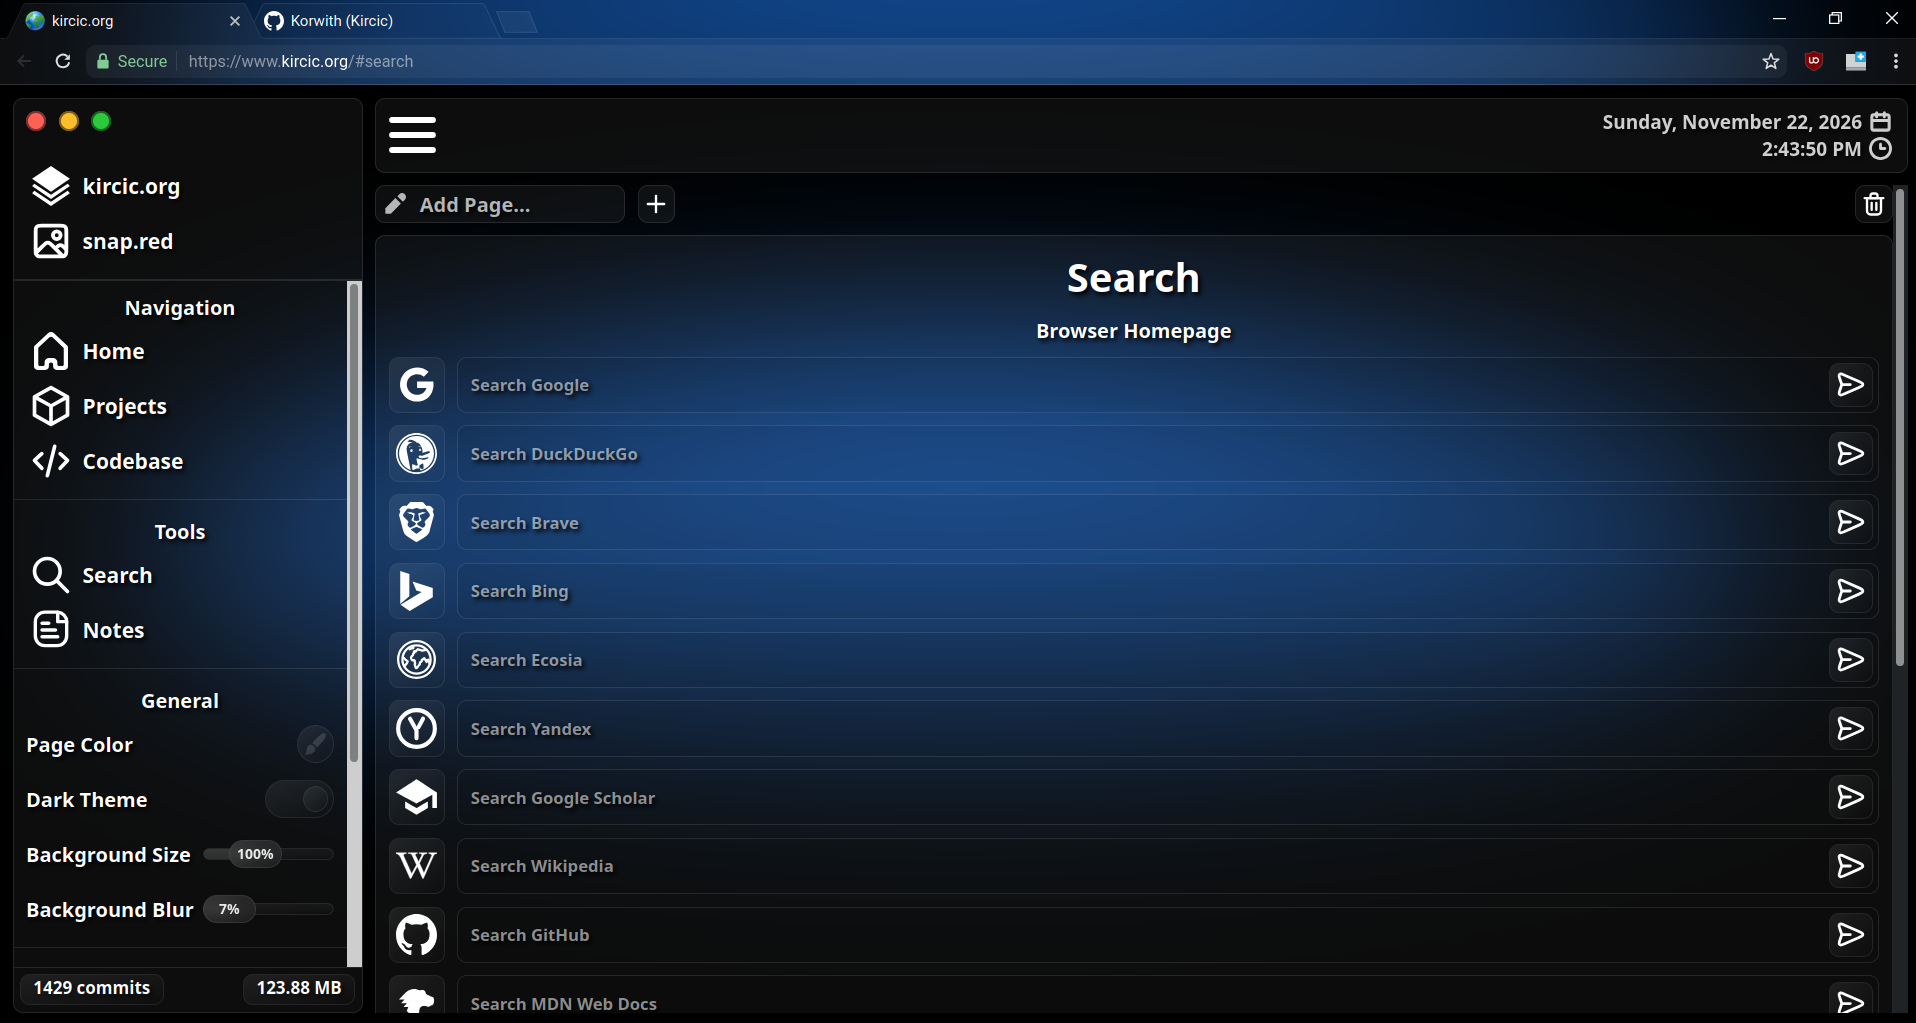 kircic.org
Korwith (Kircic)
Secure
https://www.kircic.org/#search
kircic.org
snap.red
Navigation
Home
Projects
Codebase
Tools
Search
Notes
General
Page Color
Dark Theme
Background Size 100%
Background Blur 7%
1429 commits
123.88 MB
Sunday, November 22, 2026
2:43:50 PM
Add Page...
Search
Browser Homepage
Search Google
Search DuckDuckGo
Search Brave
Search Bing
Search Ecosia
Search Yandex
Search Google Scholar
Search Wikipedia
Search GitHub
Search MDN Web Docs